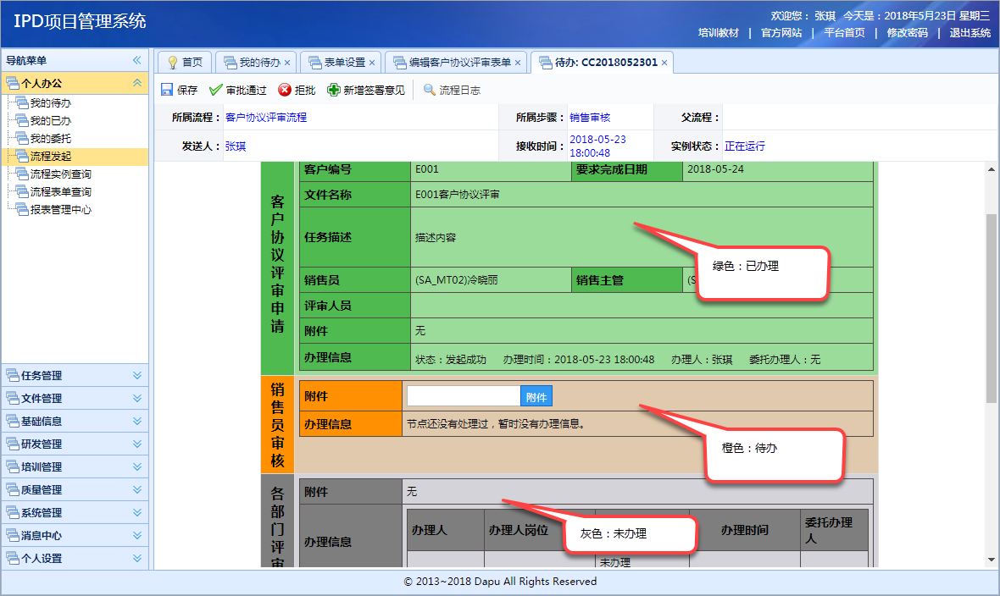 IPD项目管理系统
欢迎您： 张琪 今天是：2018年5月23日 星期三
培训教材 | 官方网站 | 平台首页 | 修改密码 | 退出系统
导航菜单
个人办公
我的待办
我的已办
我的委托
流程发起
流程实例查询
流程表单查询
报表管理中心
任务管理
文件管理
基础信息
研发管理
培训管理
质量管理
系统管理
消息中心
个人设置
首页 我的待办 表单设置 编辑客户协议评审表单 待办: CC2018052301
保存 审批通过 拒批 新增签署意见 流程日志
所属流程： 客户协议评审流程 所属步骤： 销售审核 父流程：
发送人： 张琪 接收时间： 2018-05-23 18:00:48 实例状态： 正在运行
客户协议评审申请
客户编号 E001 要求完成日期 2018-05-24
文件名称 E001客户协议评审
任务描述 描述内容
绿色：已办理
销售员 (SA_MT02)冷晓丽 销售主管 (S
评审人员
附件 无
办理信息 状态：发起成功 办理时间：2018-05-23 18:00:48 办理人：张琪 委托办理人：无
销售员审核
附件 附件
办理信息 节点还没有处理过，暂时没有办理信息。
橙色：待办
各部门评审
附件 无
灰色：未办理
办理信息 办理人 办理人岗位 办理时间 委托办理人
未办理
© 2013~2018 Dapu All Rights Reserved